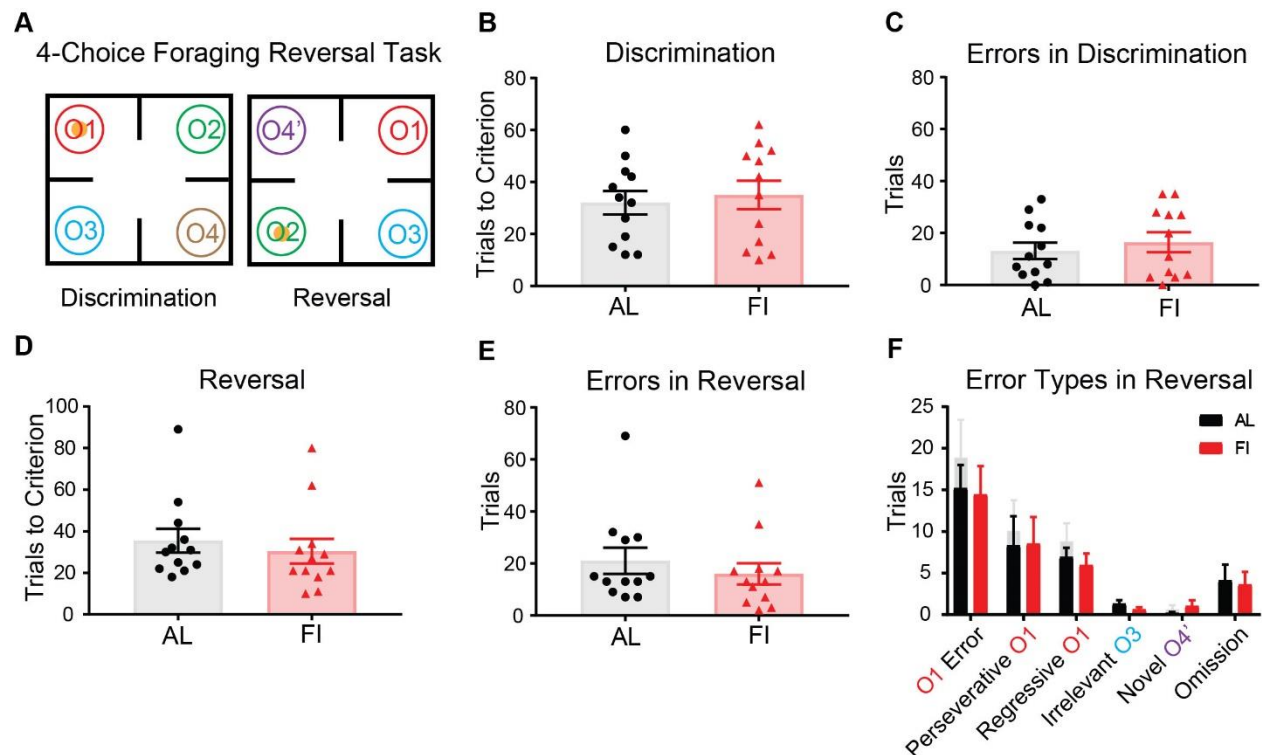 A
4-Choice Foraging Reversal Task
O1
O2
O3
O4
Discrimination
O4'
O1
O2
O3
Reversal
B
Discrimination
Trials to Criterion
80
60
40
20
0
AL
FI
C
Errors in Discrimination
Trials
80
60
40
20
0
AL
FI
D
Reversal
Trials to Criterion
100
80
60
40
20
0
AL
FI
E
Errors in Reversal
Trials
80
60
40
20
0
AL
FI
F
Error Types in Reversal
Trials
25
20
15
10
5
0
AL
FI
O1 Error
Perseverative O1
Regressive O1
Irrelevant O3
Novel O4'
Omission